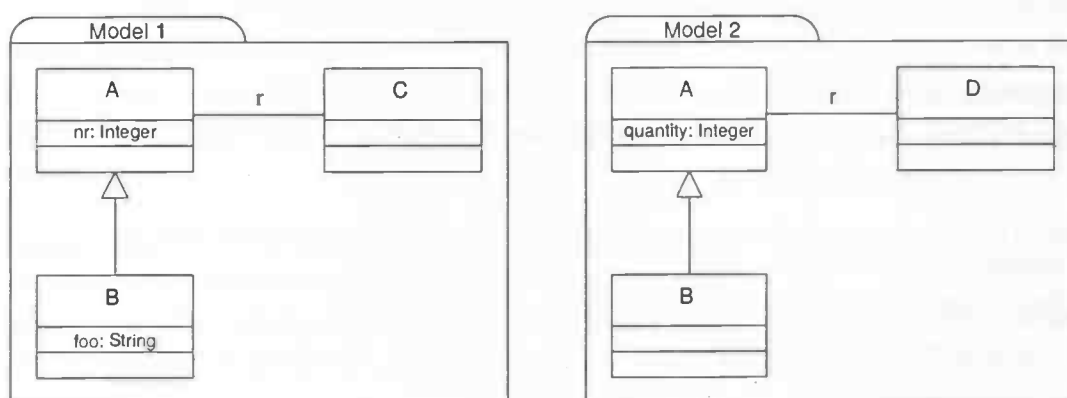 Model 1
A
r
C
nr: Integer
B
foo: String
Model 2
A
r
D
quantity: Integer
B